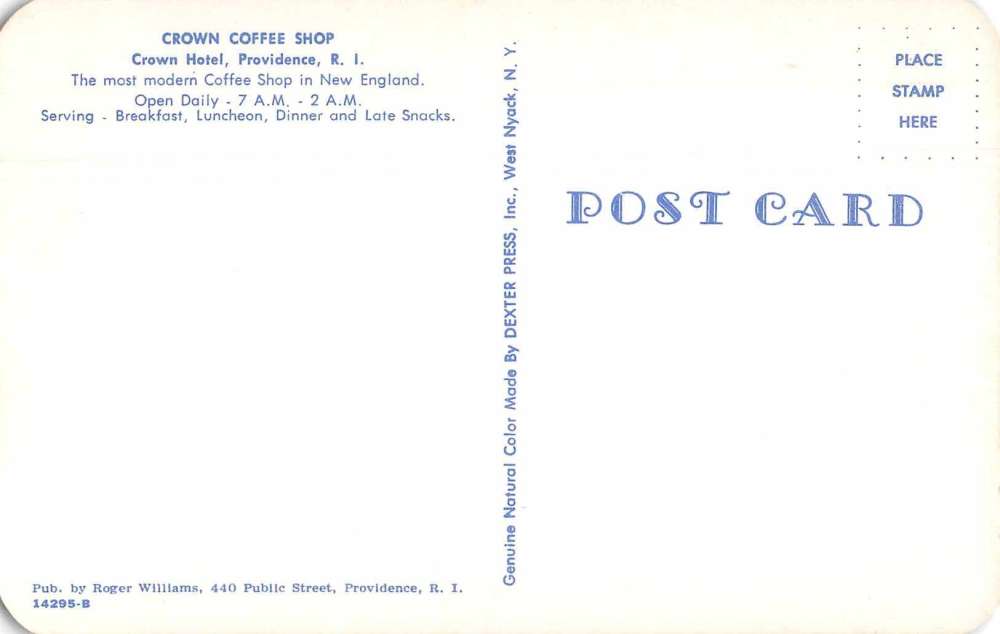 CROWN COFFEE SHOP
Crown Hotel, Providence, R. I.
The most modern Coffee Shop in New England.
Open Daily - 7 A.M. - 2 A.M.
Serving - Breakfast, Luncheon, Dinner and Late Snacks.
Pub. by Roger Williams, 440 Public Street, Providence, R. I.
14295-B
Genuine Natural Color Made By DEXTER PRESS, Inc., West Nyack, N. Y.
PLACE
STAMP
HERE
POST CARD